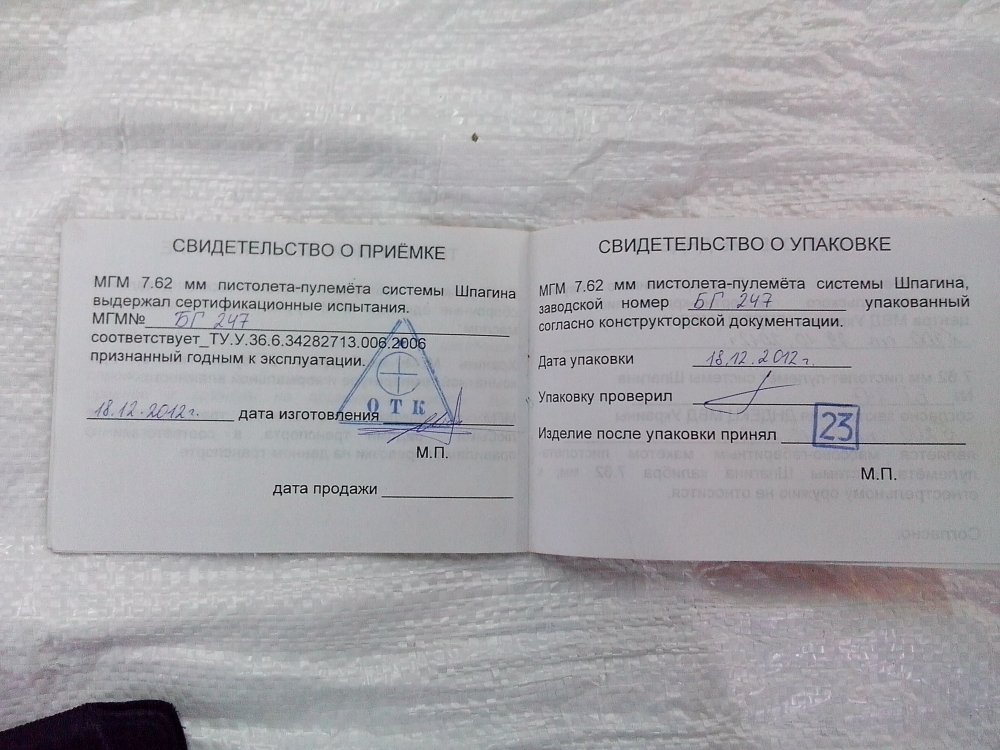 СВИДЕТЕЛЬСТВО О ПРИЁМКЕ
МГМ 7.62 мм пистолета-пулемёта системы Шпагина
выдержал сертификационные испытания.
МГМ№ БГ 247
соответствует_ТУ.У.36.6.34282713.006.2006
признанный годным к эксплуатации.
ОТК
18.12.2012г. дата изготовления
М.П.
дата продажи
СВИДЕТЕЛЬСТВО О УПАКОВКЕ
МГМ 7.62 мм пистолета-пулемёта системы Шпагина,
заводской номер БГ 247 упакованный
согласно конструкторской документации.
Дата упаковки 18.12.2012г.
Упаковку проверил
Изделие после упаковки принял 23
М.П.